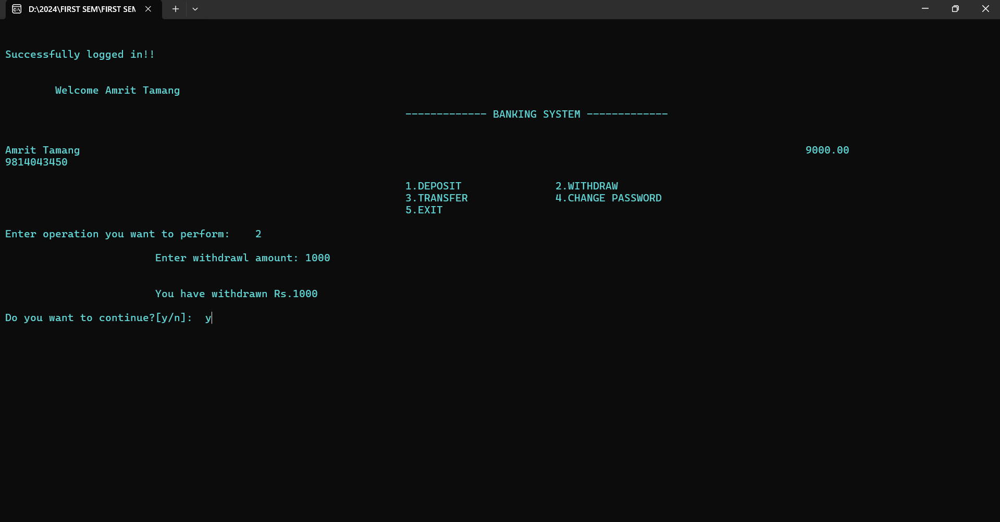 D:\2024\FIRST SEM\FIRST SEM
Successfully logged in!!
Welcome Amrit Tamang
------------- BANKING SYSTEM -------------
Amrit Tamang 9000.00
9814043450
1.DEPOSIT 2.WITHDRAW
3.TRANSFER 4.CHANGE PASSWORD
5.EXIT
Enter operation you want to perform: 2
Enter withdrawl amount: 1000
You have withdrawn Rs.1000
Do you want to continue?[y/n]: y